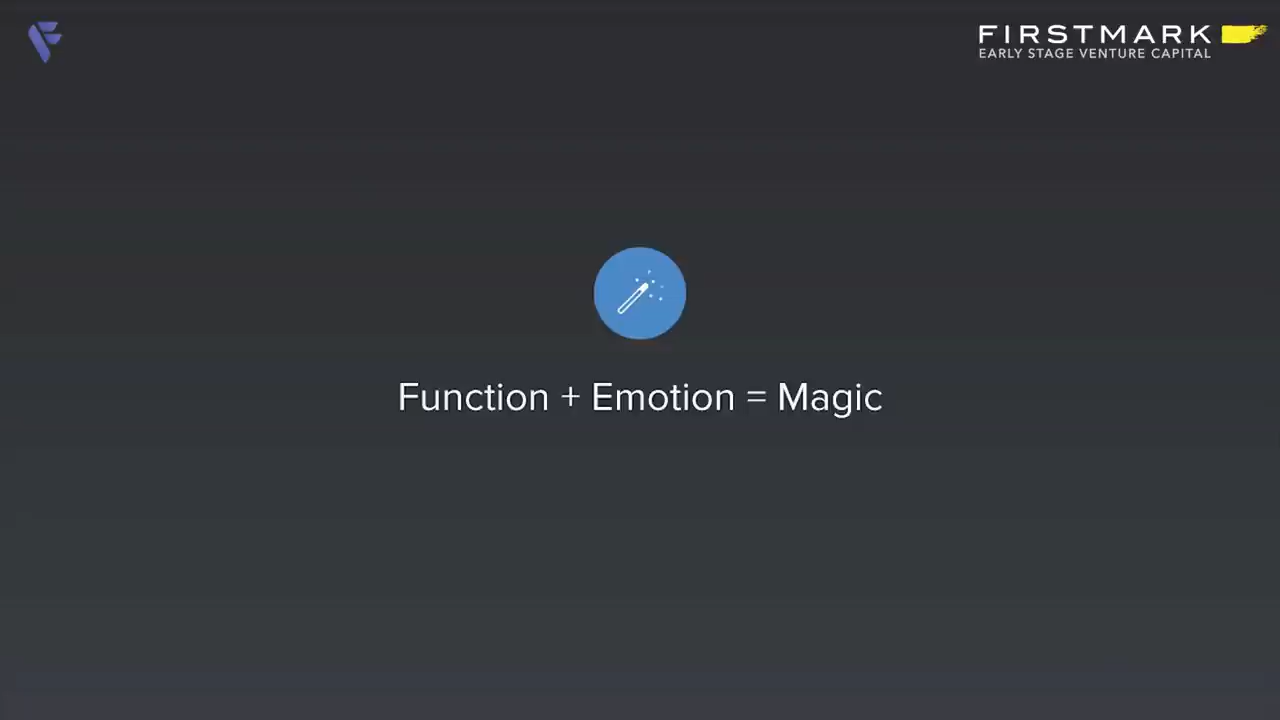 FIRSTMARK
EARLY STAGE VENTURE CAPITAL
Function + Emotion = Magic